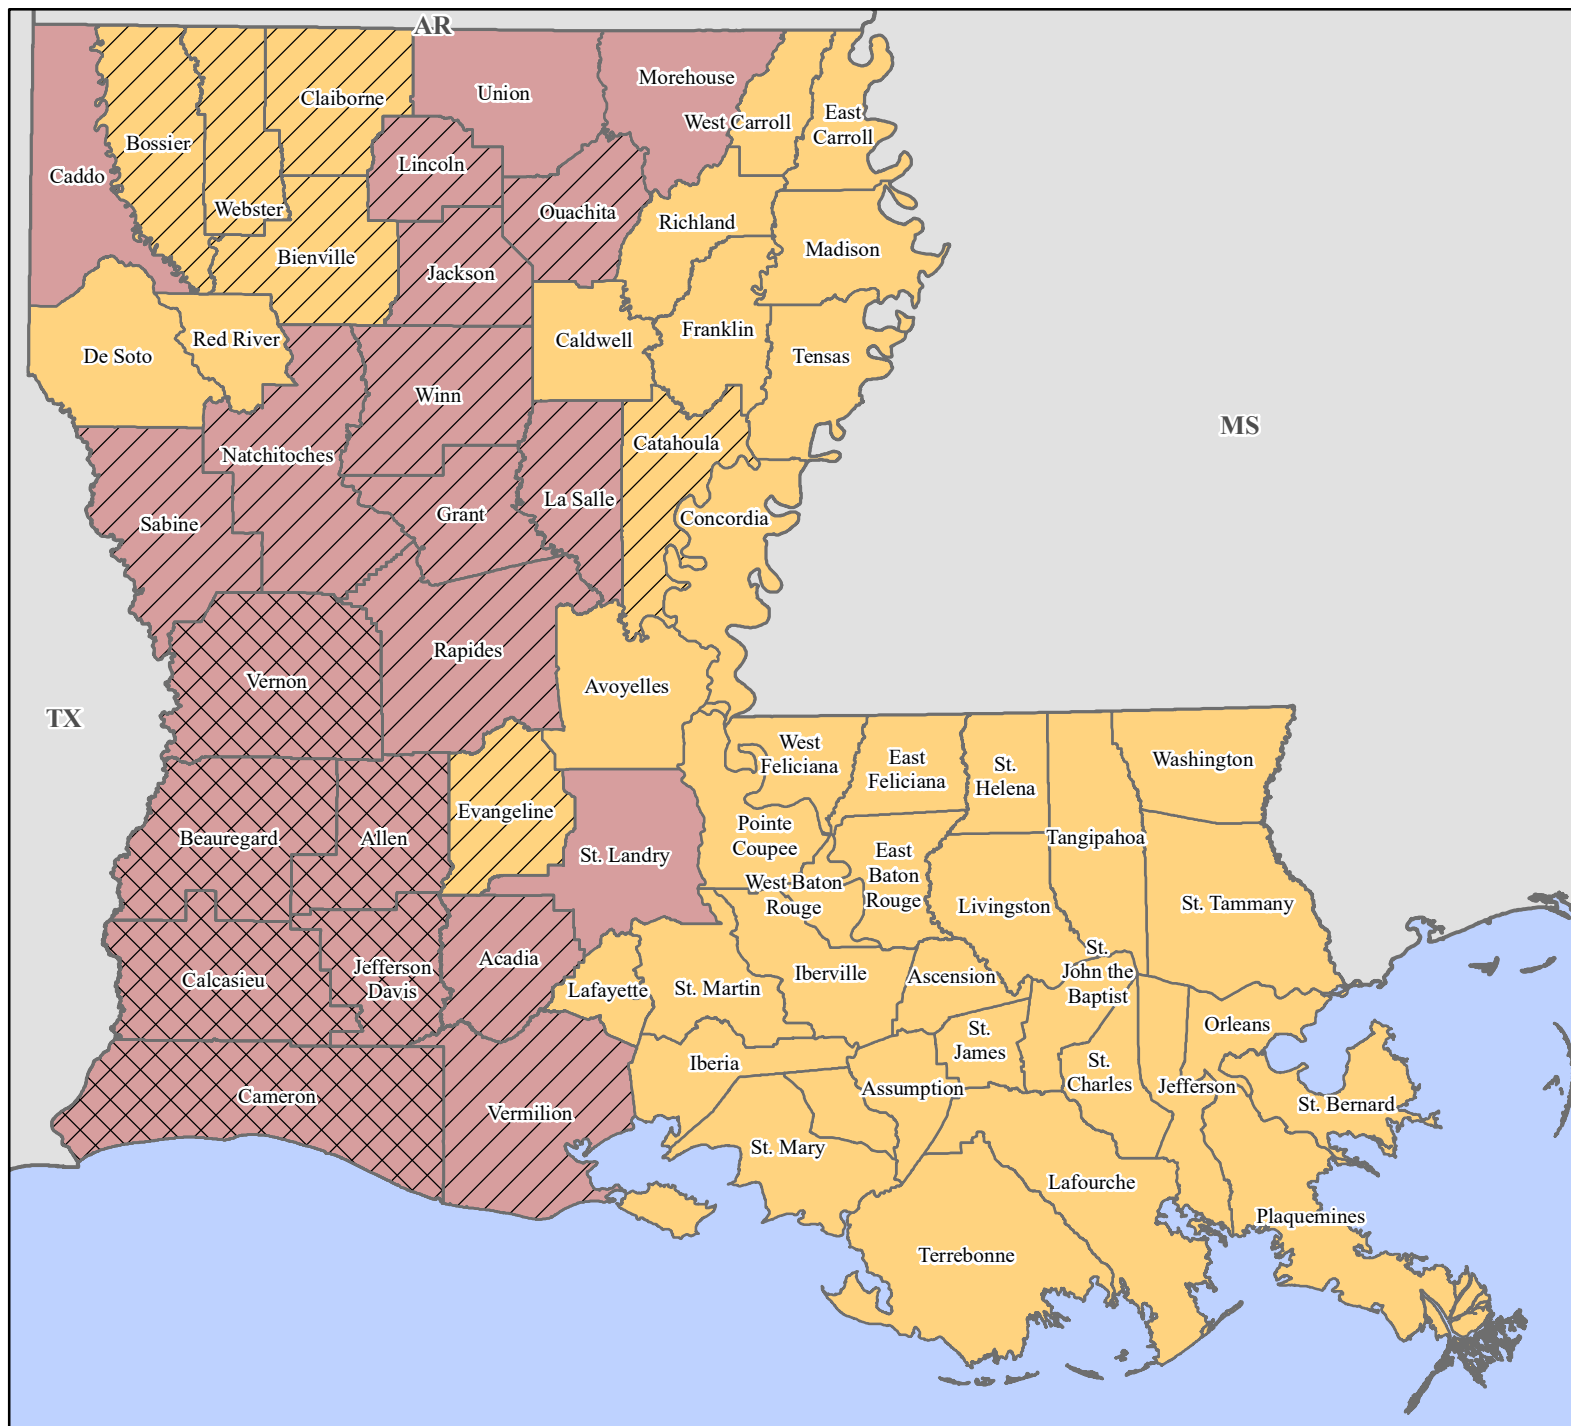 AR
Morehouse
Union
Claiborne
West Carroll
East
Carroll
Bossier
Lincoln
Caddo
Webster
Ouachita
Richland
Madison
Bienville
Jackson
Franklin
Red River
Caldwell
De Soto
Tensas
Winn
MS
Catahoula
Natchitoches
La Salle
Grant
Concordia
Sabine
Rapides
Vernon
Avoyelles
TX
West
Feliciana
East
Feliciana
St.
Helena
Washington
Evangeline
Beauregard
Allen
Pointe
Coupee
Tangipahoa
St. Landry
East
Baton
Rouge
West Baton
Rouge
Livingston
St. Tammany
Acadia
Jefferson
Davis
Calcasieu
Lafayette
St. Martin
Iberville
Ascension
St.
John the
Baptist
Orleans
St.
James
Iberia
St.
Charles
Assumption
Jefferson
Cameron
Vermilion
St. Bernard
St. Mary
Lafourche
Plaquemines
Terrebonne